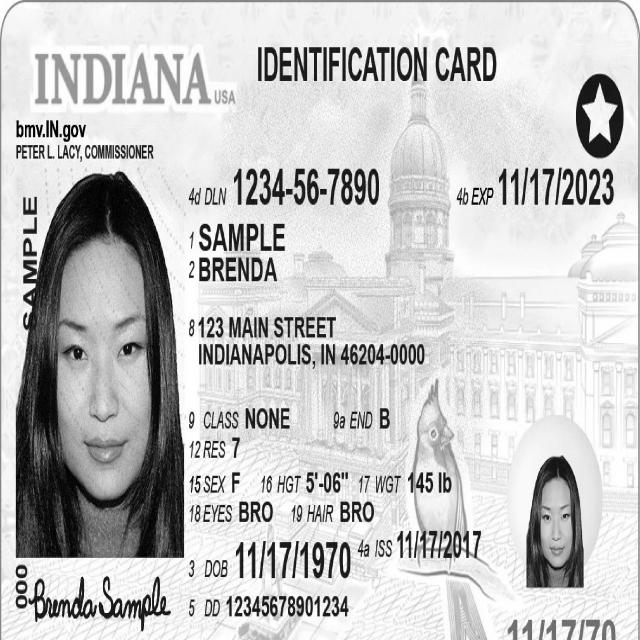 INDIANA USA
IDENTIFICATION CARD
bmv.IN.gov
PETER L. LACY, COMMISSIONER
SAMPLE
4d DLN 1234-56-7890 4b EXP 11/17/2023
1 SAMPLE
2 BRENDA
8 123 MAIN STREET
INDIANAPOLIS, IN 46204-0000
9 CLASS NONE 9a END B
12 RES 7
15 SEX F 16 HGT 5'-06" 17 WGT 145 lb
18 EYES BRO 19 HAIR BRO
3 DOB 11/17/1970 4a ISS 11/17/2017
000
Brenda Sample
5 DD 12345678901234
11/17/70